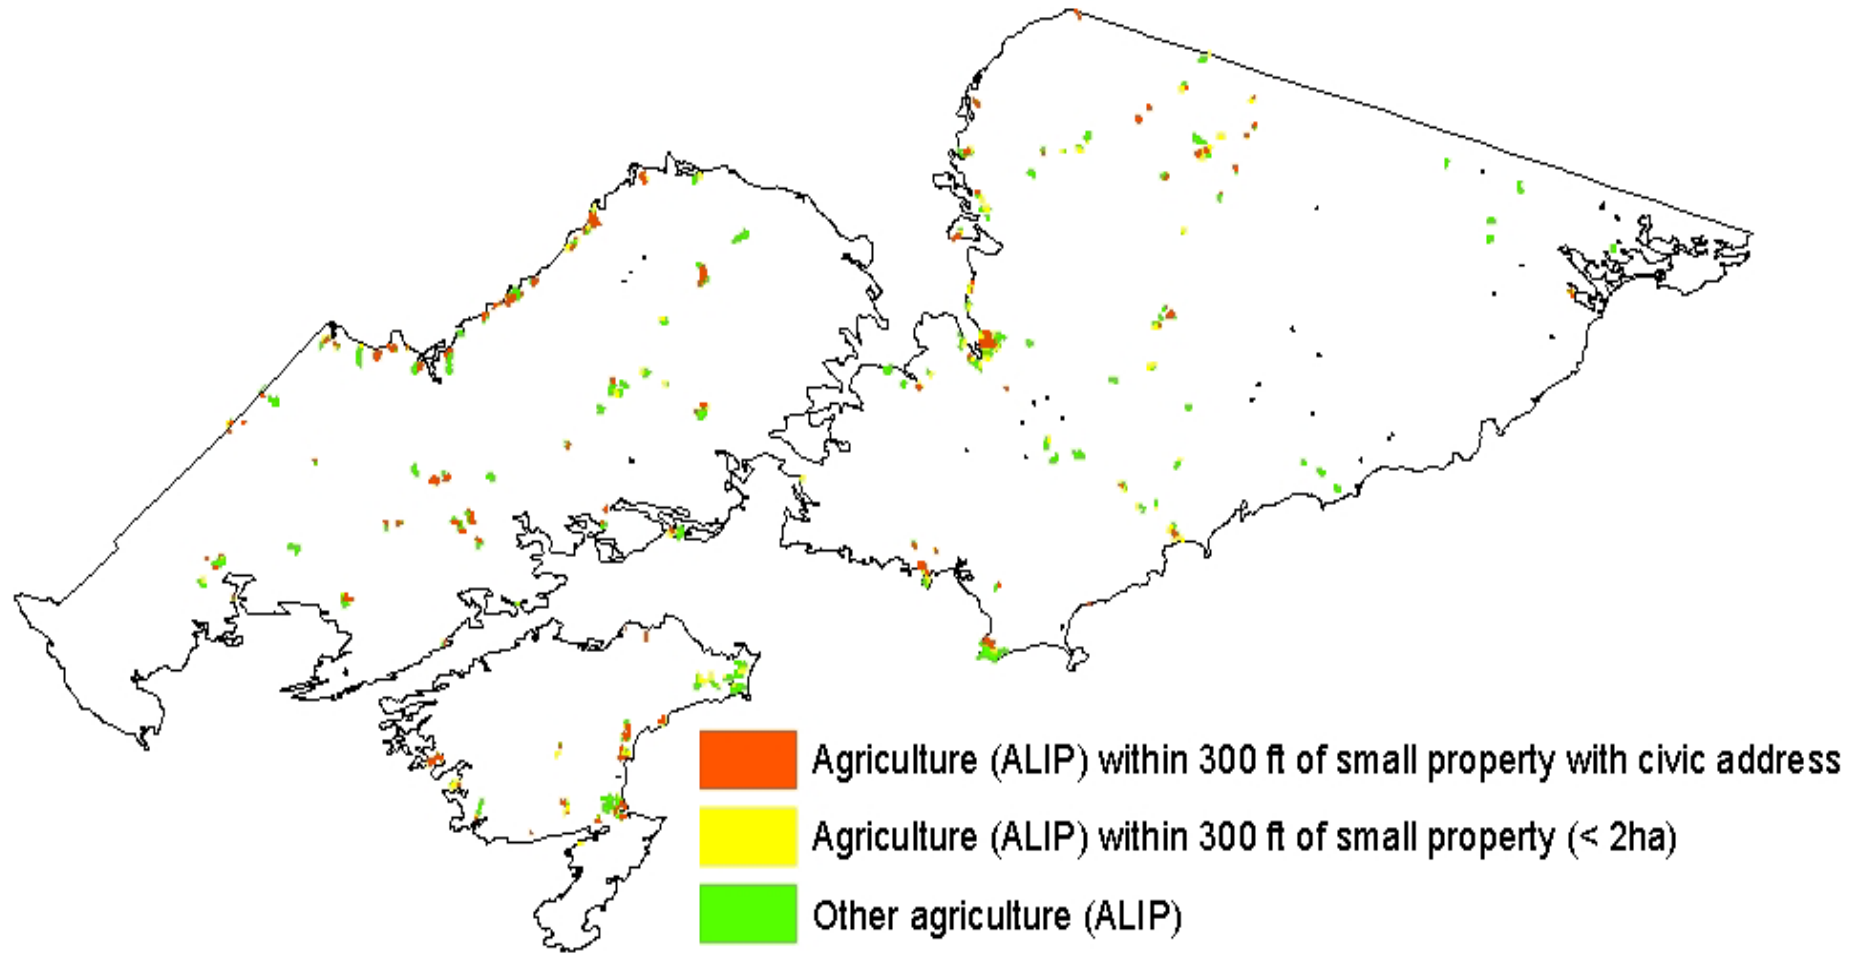 Agriculture (ALIP) within 300 ft of small property with civic address
Agriculture (ALIP) within 300 ft of small property (< 2ha)
Other agriculture (ALIP)